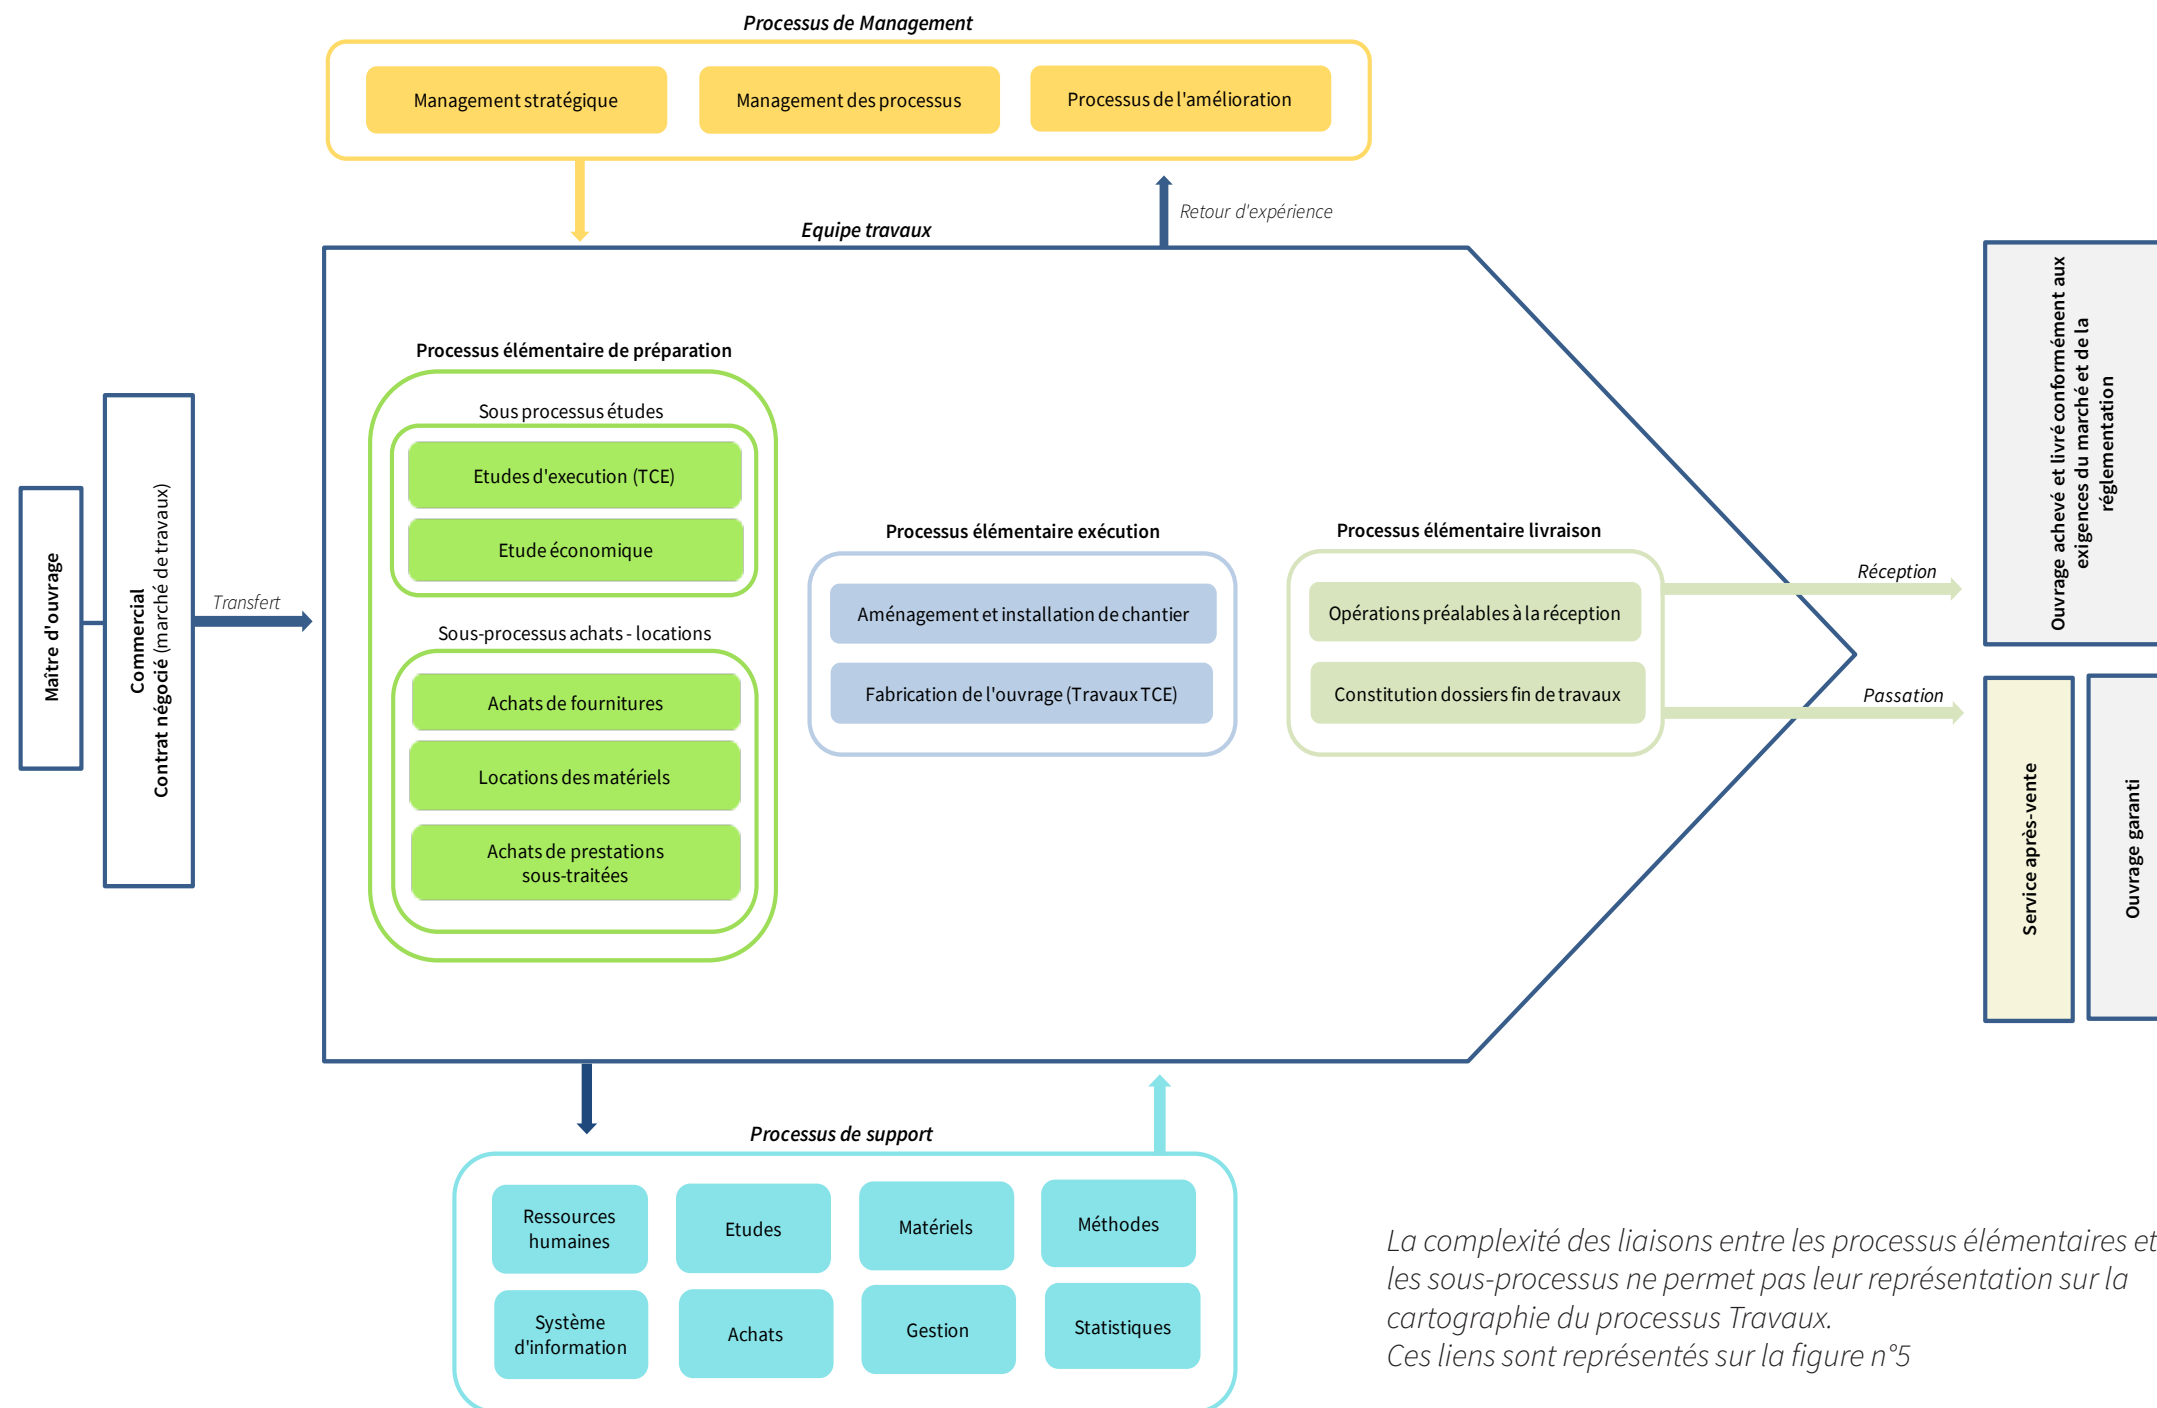 Processus de Management
Management stratégique
Management des processus
Processus de l'amélioration
Retour d'expérience
Equipe travaux
Maître d'ouvrage
Commercial
Contrat négocié (marché de travaux)
Transfert
Processus élémentaire de préparation
Sous processus études
Etudes d'execution (TCE)
Etude économique
Sous-processus achats - locations
Achats de fournitures
Locations des matériels
Achats de prestations
sous-traitées
Processus élémentaire exécution
Aménagement et installation de chantier
Fabrication de l'ouvrage (Travaux TCE)
Processus élémentaire livraison
Opérations préalables à la réception
Constitution dossiers fin de travaux
Réception
Passation
Ouvrage achevé et livré conformément aux
exigences du marché et de la
réglementation
Service après-vente
Ouvrage garanti
Processus de support
Ressources
humaines
Etudes
Matériels
Méthodes
Système
d'information
Achats
Gestion
Statistiques
La complexité des liaisons entre les processus élémentaires et
les sous-processus ne permet pas leur représentation sur la
cartographie du processus Travaux.
Ces liens sont représentés sur la figure n°5